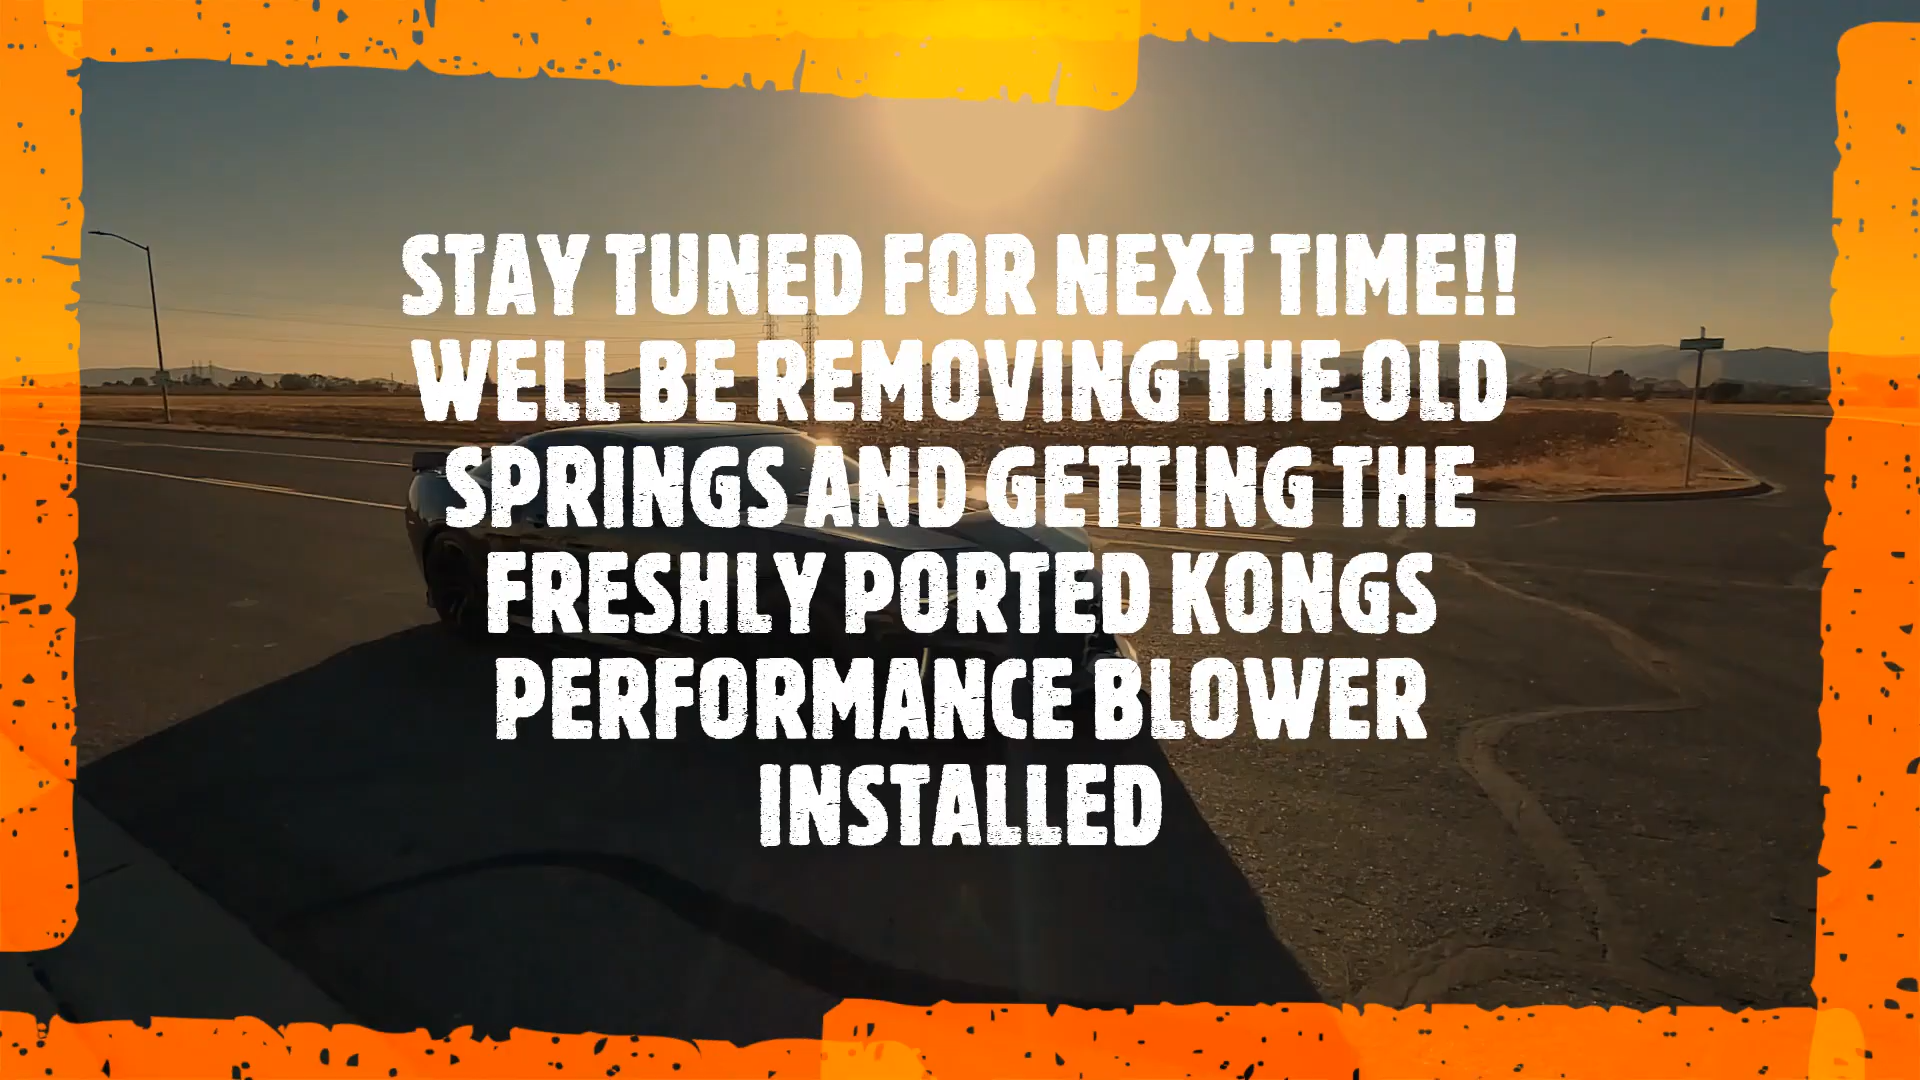 STAY TUNED FOR NEXT TIME!!
WELL BE REMOVING THE OLD
SPRINGS AND GETTING THE
FRESHLY PORTED KONGS
PERFORMANCE BLOWER
INSTALLED